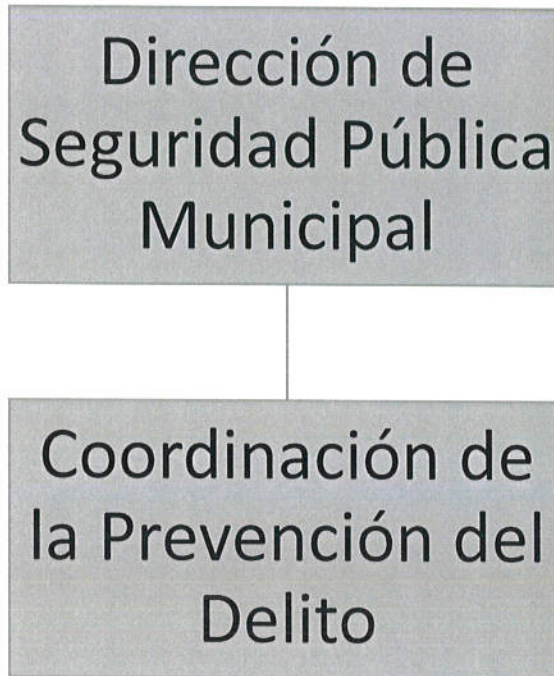 Dirección de
Seguridad Pública
Municipal
Coordinación de
la Prevención del
Delito